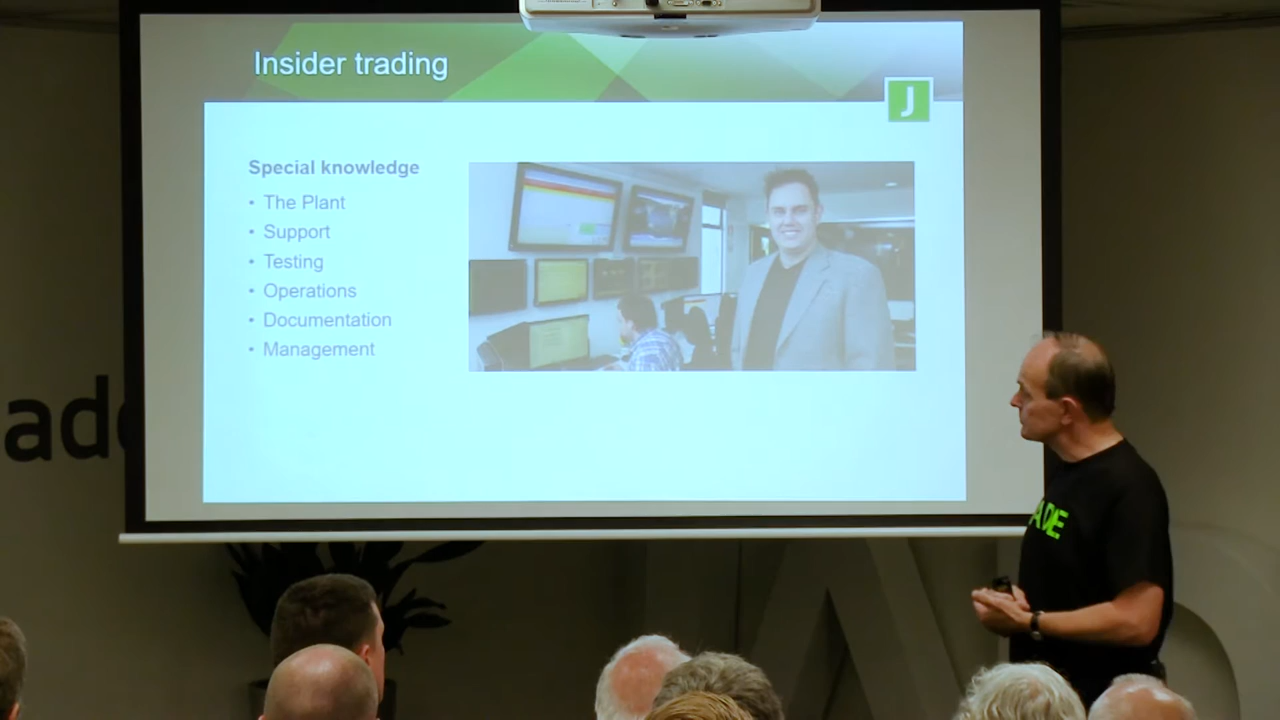 Insider trading
J
Special knowledge
• The Plant
• Support
• Testing
• Operations
• Documentation
• Management